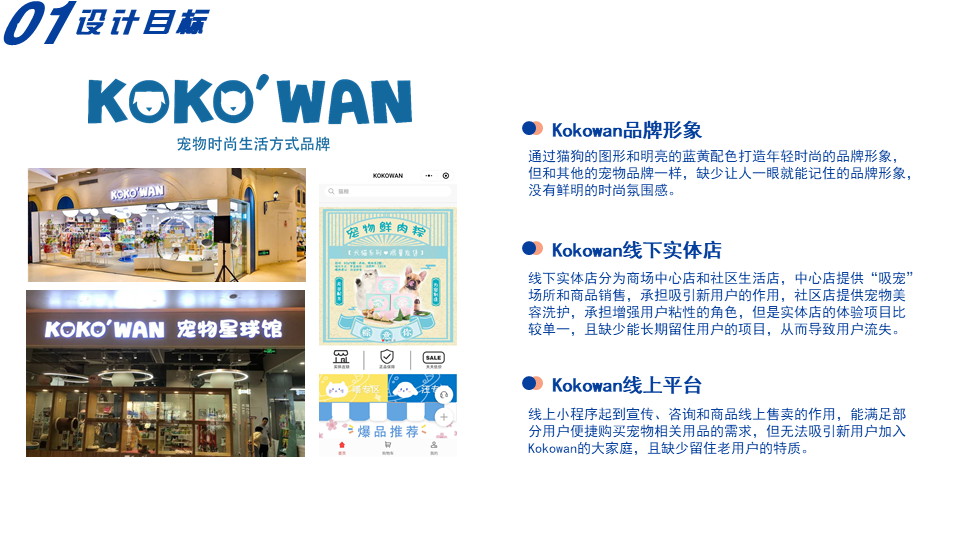 01设计目标
KOKO'WAN
宠物时尚生活方式品牌
KOKO'WAN
KOKO'WAN 宠物星球馆
KOKOWAN
宠物鲜肉粽
SALE
正品保障
爆品推荐
首页
购物车
我的
Kokowan品牌形象
通过猫狗的图形和明亮的蓝黄配色打造年轻时尚的品牌形象，
但和其他的宠物品牌一样，缺少让人一眼就能记住的品牌形象，
没有鲜明的时尚氛围感。
Kokowan线下实体店
线下实体店分为商场中心店和社区生活店，中心店提供“吸宠”
场所和商品销售，承担吸引新用户的作用，社区店提供宠物美
容洗护，承担增强用户粘性的角色，但是实体店的体验项目比
较单一，且缺少能长期留住用户的项目，从而导致用户流失。
Kokowan线上平台
线上小程序起到宣传、咨询和商品线上售卖的作用，能满足部
分用户便捷购买宠物相关用品的需求，但无法吸引新用户加入
Kokowan的大家庭，且缺少留住老用户的特质。